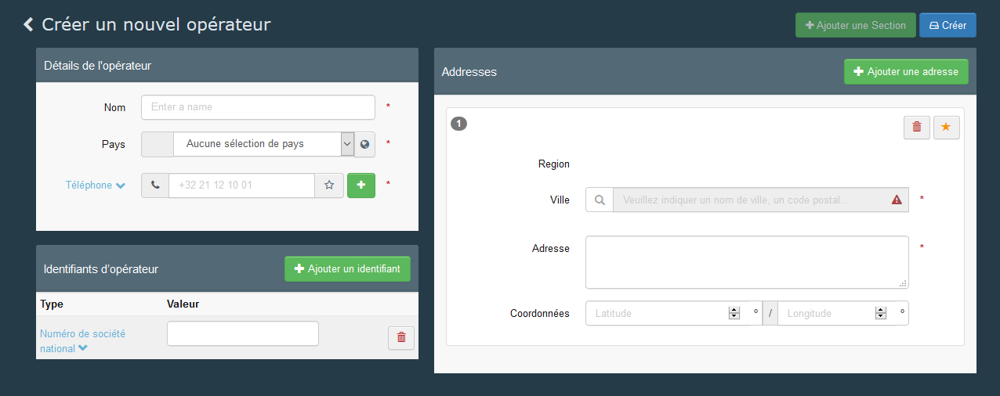 Créer un nouvel opérateur
Ajouter une Section
Créer
Détails de l'opérateur
Nom
Enter a name
*
Pays
Aucune sélection de pays
*
Téléphone
+32 21 12 10 01
*
Identifiants d'opérateur
Ajouter un identifiant
Type
Valeur
Numéro de société
national
Addresses
Ajouter une adresse
1
Region
Ville
Veuillez indiquer un nom de ville, un code postal...
*
Adresse
*
Coordonnées
Latitude
º
/
Longitude
º